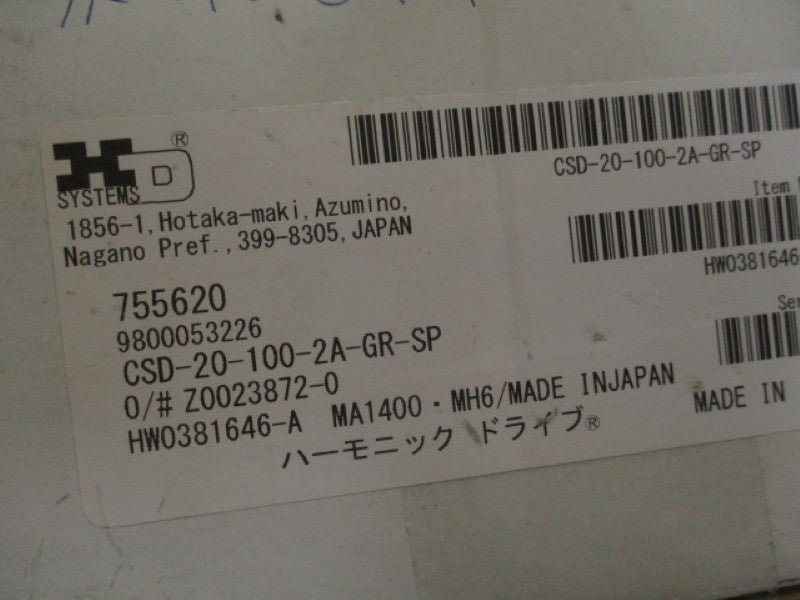 HD®
SYSTEMS
1856-1, Hotaka-maki, Azumino,
Nagano Pref., 399-8305, JAPAN
CSD-20-100-2A-GR-SP
Item
HW0381646
755620
9800053226
CSD-20-100-2A-GR-SP
O/# Z0023872-0
HW0381646-A MA1400・MH6/MADE INJAPAN
ハーモニック ドライブ®
MADE IN